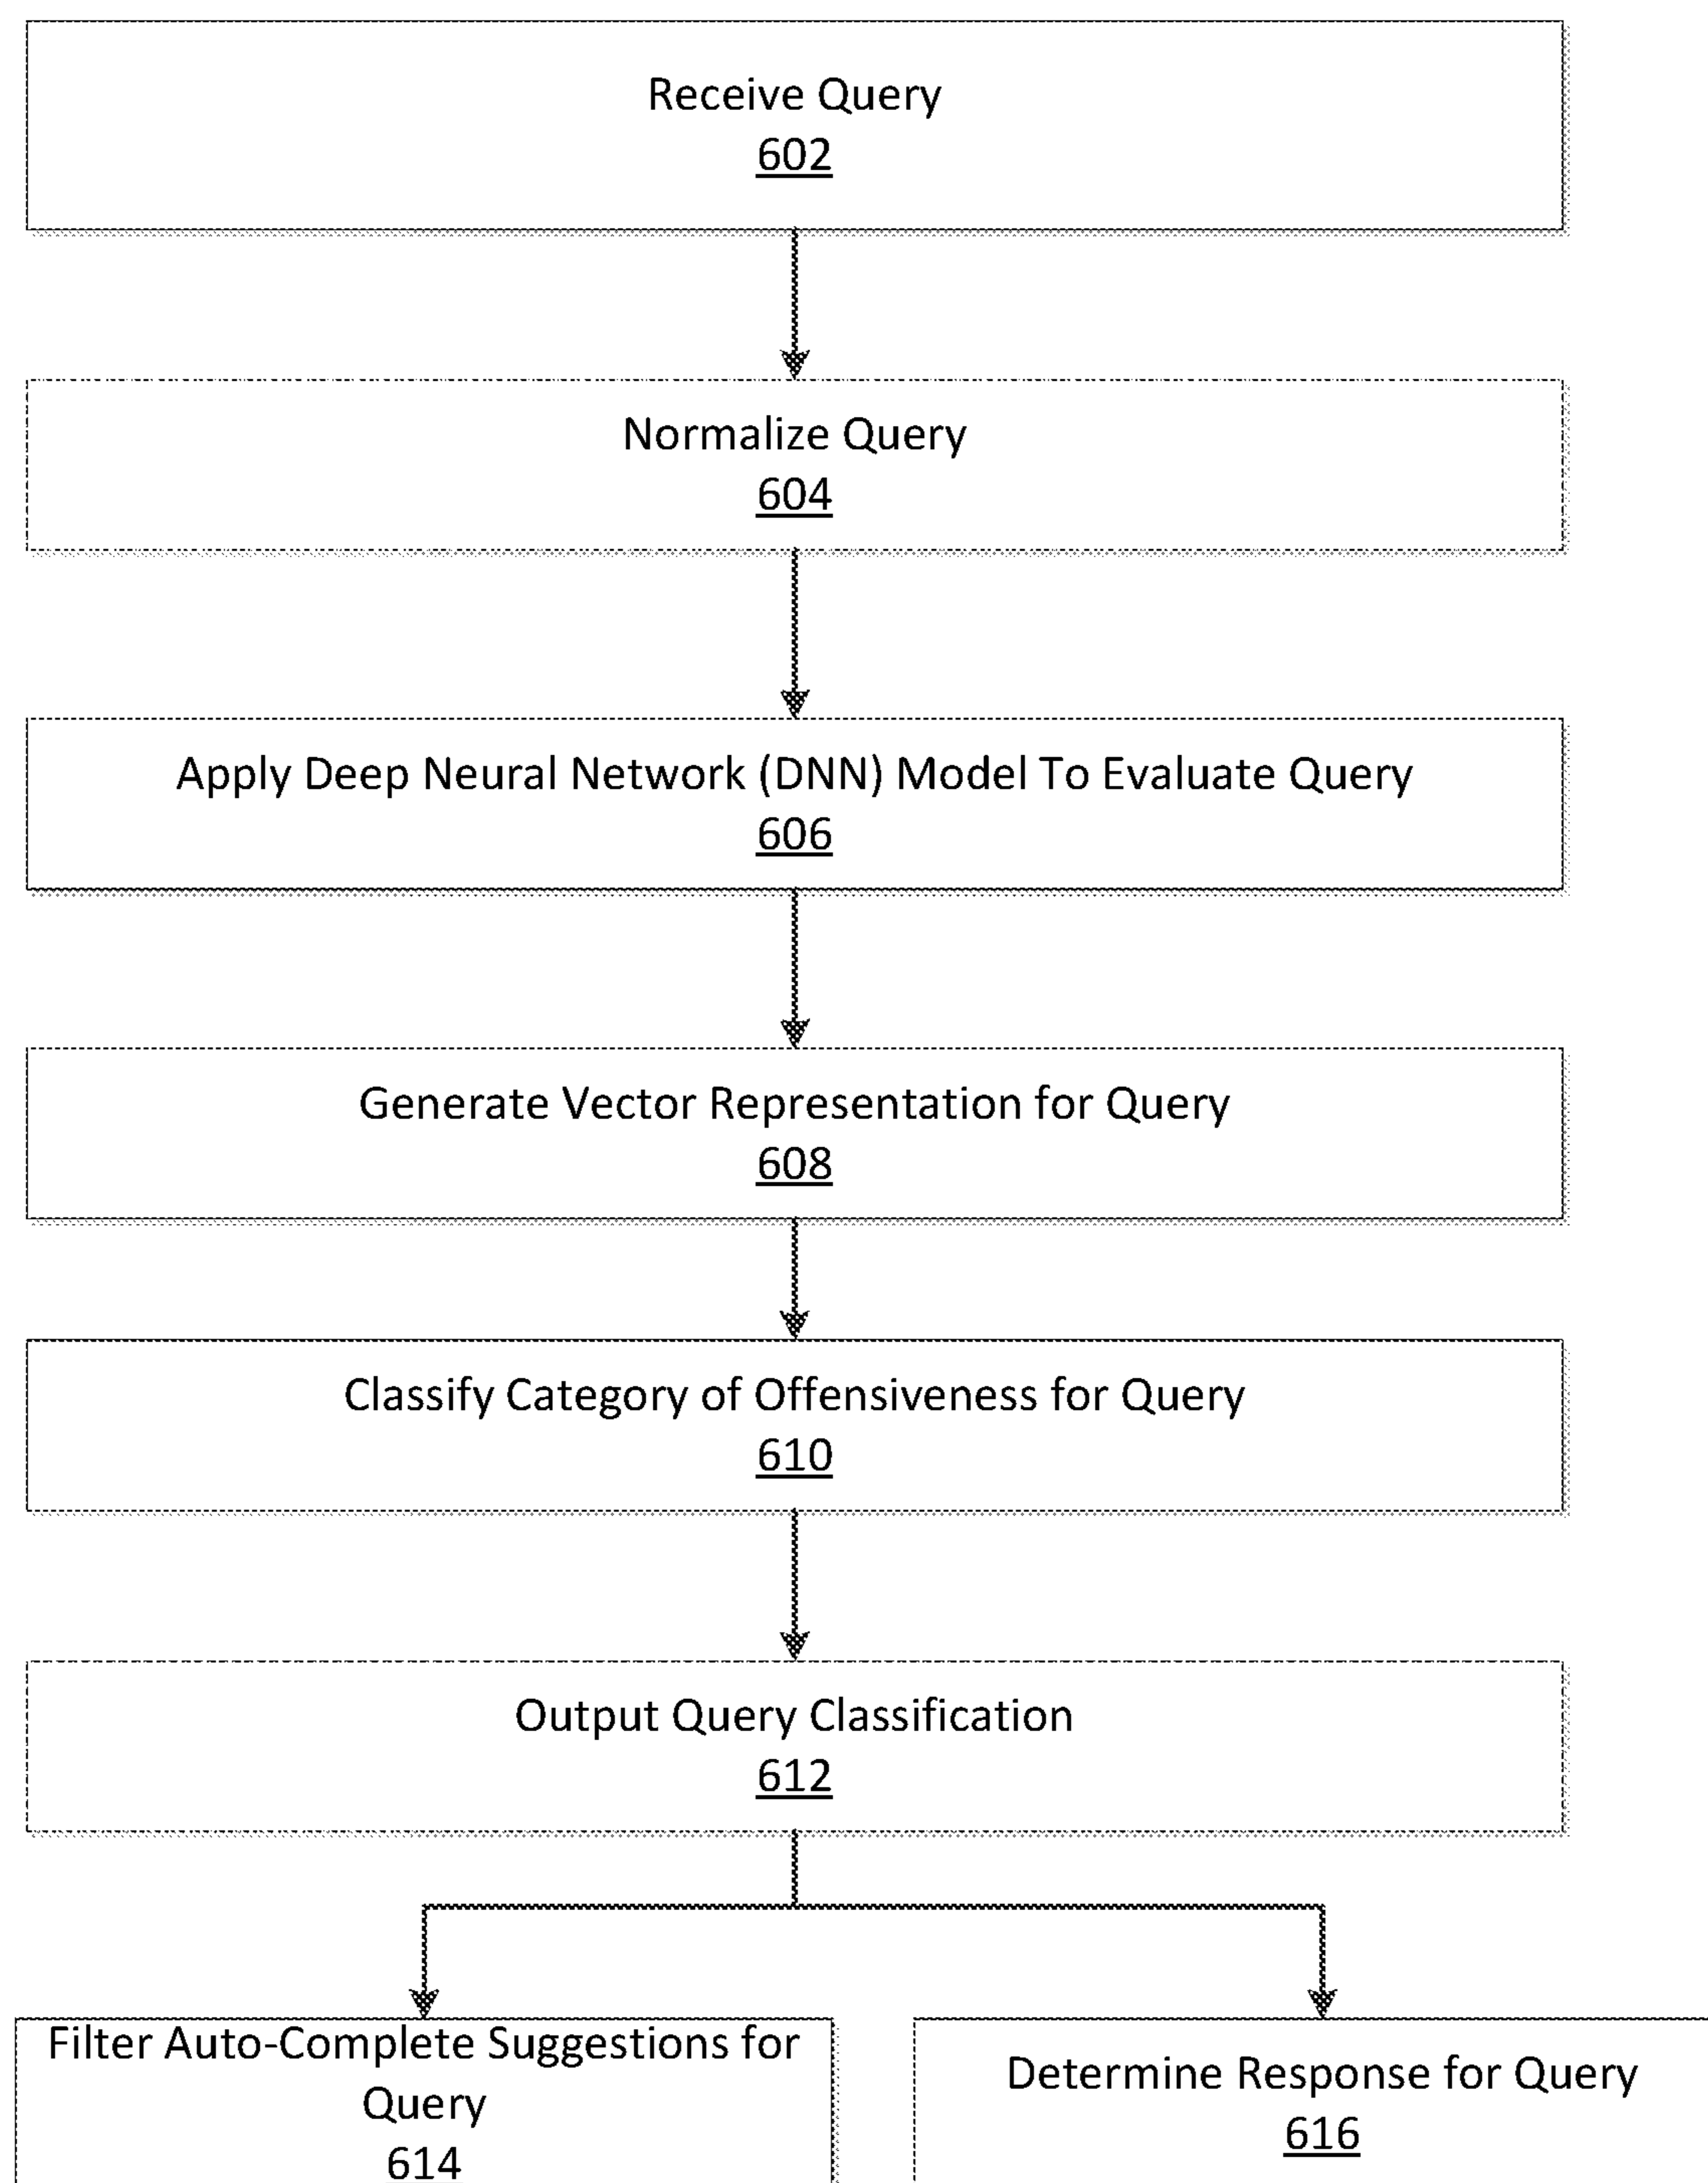 Receive Query
602
Normalize Query
604
Apply Deep Neural Network (DNN) Model To Evaluate Query
606
Generate Vector Representation for Query
608
Classify Category of Offensiveness for Query
610
Output Query Classification
612
Filter Auto-Complete Suggestions for
Query
614
Determine Response for Query
616